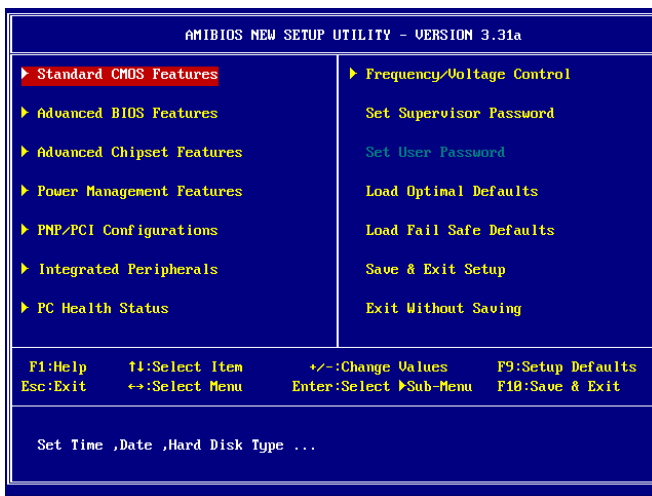 AMIBIOS NEW SETUP UTILITY - VERSION 3.31a
▶ Standard CMOS Features
▶ Advanced BIOS Features
▶ Advanced Chipset Features
▶ Power Management Features
▶ PNP/PCI Configurations
▶ Integrated Peripherals
▶ PC Health Status
▶ Frequency/Voltage Control
Set Supervisor Password
Set User Password
Load Optimal Defaults
Load Fail Safe Defaults
Save & Exit Setup
Exit Without Saving
F1:Help ↑↓:Select Item +/-:Change Values F9:Setup Defaults
Esc:Exit ↔:Select Menu Enter:Select ▶Sub-Menu F10:Save & Exit
Set Time ,Date ,Hard Disk Type ...